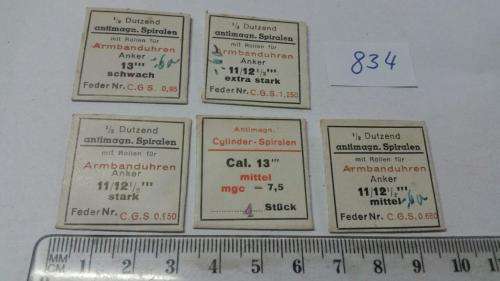 1/2 Dutzend
antimagn. Spiralen
mit Rollen für
Armbanduhren
Anker
13'''
schwach
Feder Nr. C.G.S. 0,95
1/2 Dutzend
antimagn. Spiralen
mit Rollen für
Armbanduhren
Anker
11/12 1/2'''
extra stark
Feder Nr. C.G.S. 1,250
834
1/2 Dutzend
antimagn. Spiralen
mit Rollen für
Armbanduhren
Anker
11/12 1/2'''
stark
Feder Nr. C.G.S. 0,150
Antimagn.
Cylinder-Spiralen
Cal. 13'''
mittel
mgc — 7,5
Stück
1/2 Dutzend
antimagn. Spiralen
mit Rollen für
Armbanduhren
Anker
11/12 1/2'''
mittel
Feder Nr. C.G.S. 0,680
MM
CM 1 2 3 4 5 6 7 8 9 10 11